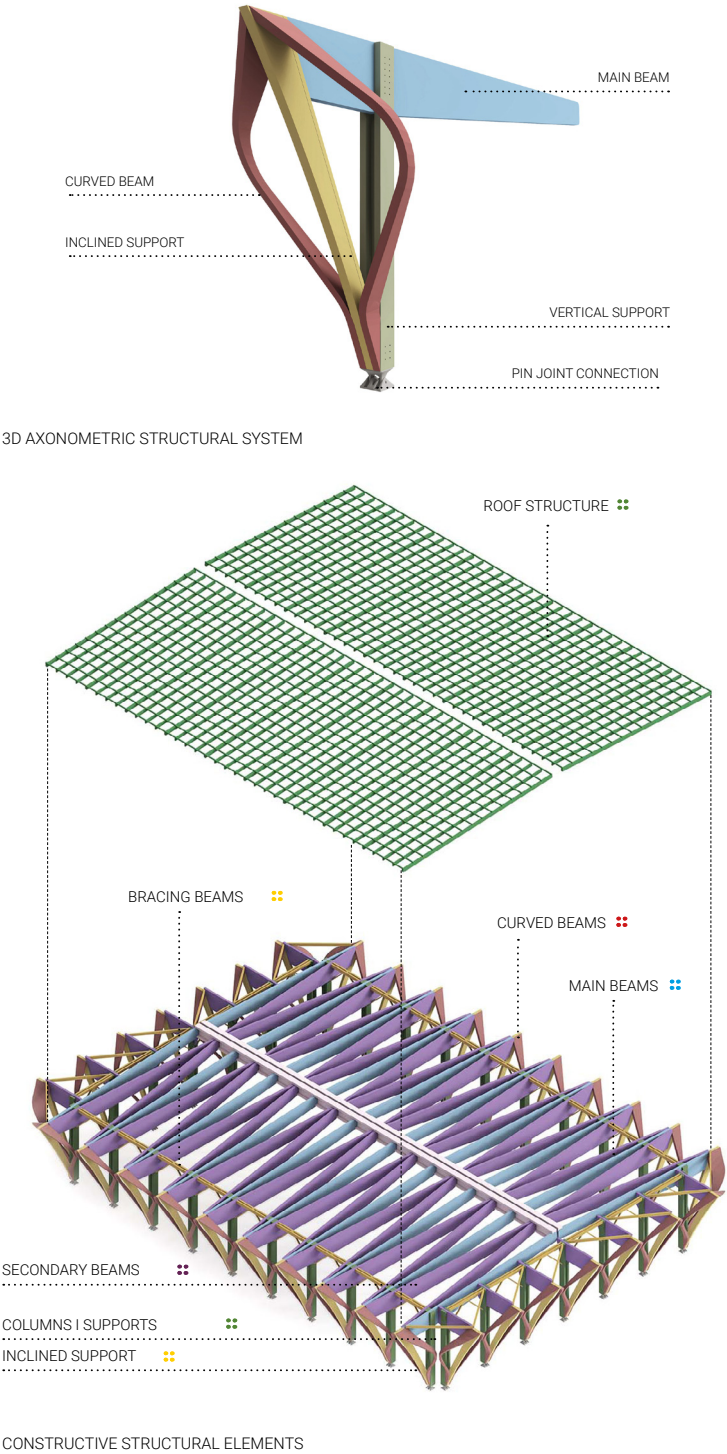 MAIN BEAM
CURVED BEAM
INCLINED SUPPORT
VERTICAL SUPPORT
PIN JOINT CONNECTION
3D AXONOMETRIC STRUCTURAL SYSTEM
ROOF STRUCTURE
BRACING BEAMS
CURVED BEAMS
MAIN BEAMS
SECONDARY BEAMS
COLUMNS I SUPPORTS
INCLINED SUPPORT
CONSTRUCTIVE STRUCTURAL ELEMENTS